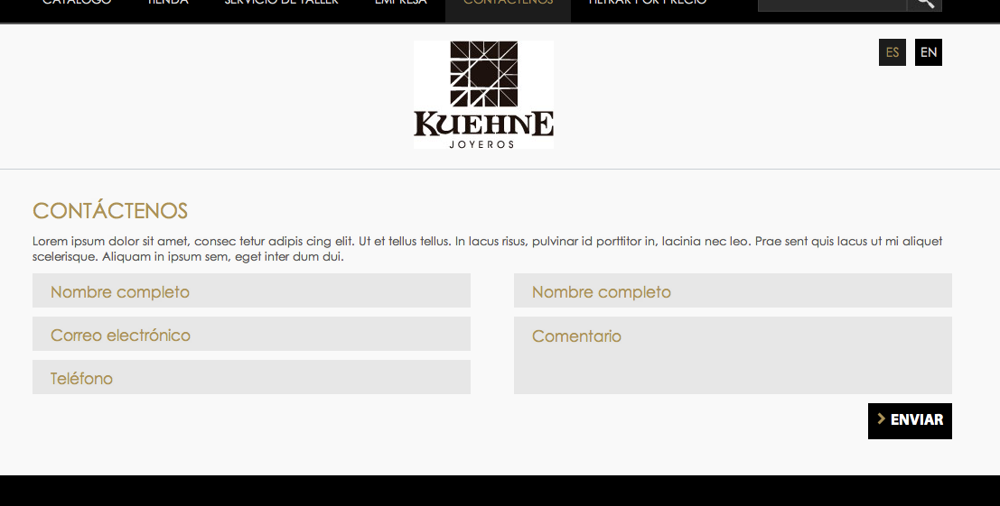 CATÁLOGO TIENDA SERVICIO DE TALLER EMPRESA CONTÁCTENOS FILTRAR POR PRECIO
ES EN
KUEHNE
JOYEROS
CONTÁCTENOS
Lorem ipsum dolor sit amet, consec tetur adipis cing elit. Ut et tellus tellus. In lacus risus, pulvinar id porttitor in, lacinia nec leo. Prae sent quis lacus ut mi aliquet
scelerisque. Aliquam in ipsum sem, eget inter dum dui.
Nombre completo
Correo electrónico
Teléfono
Nombre completo
Comentario
ENVIAR